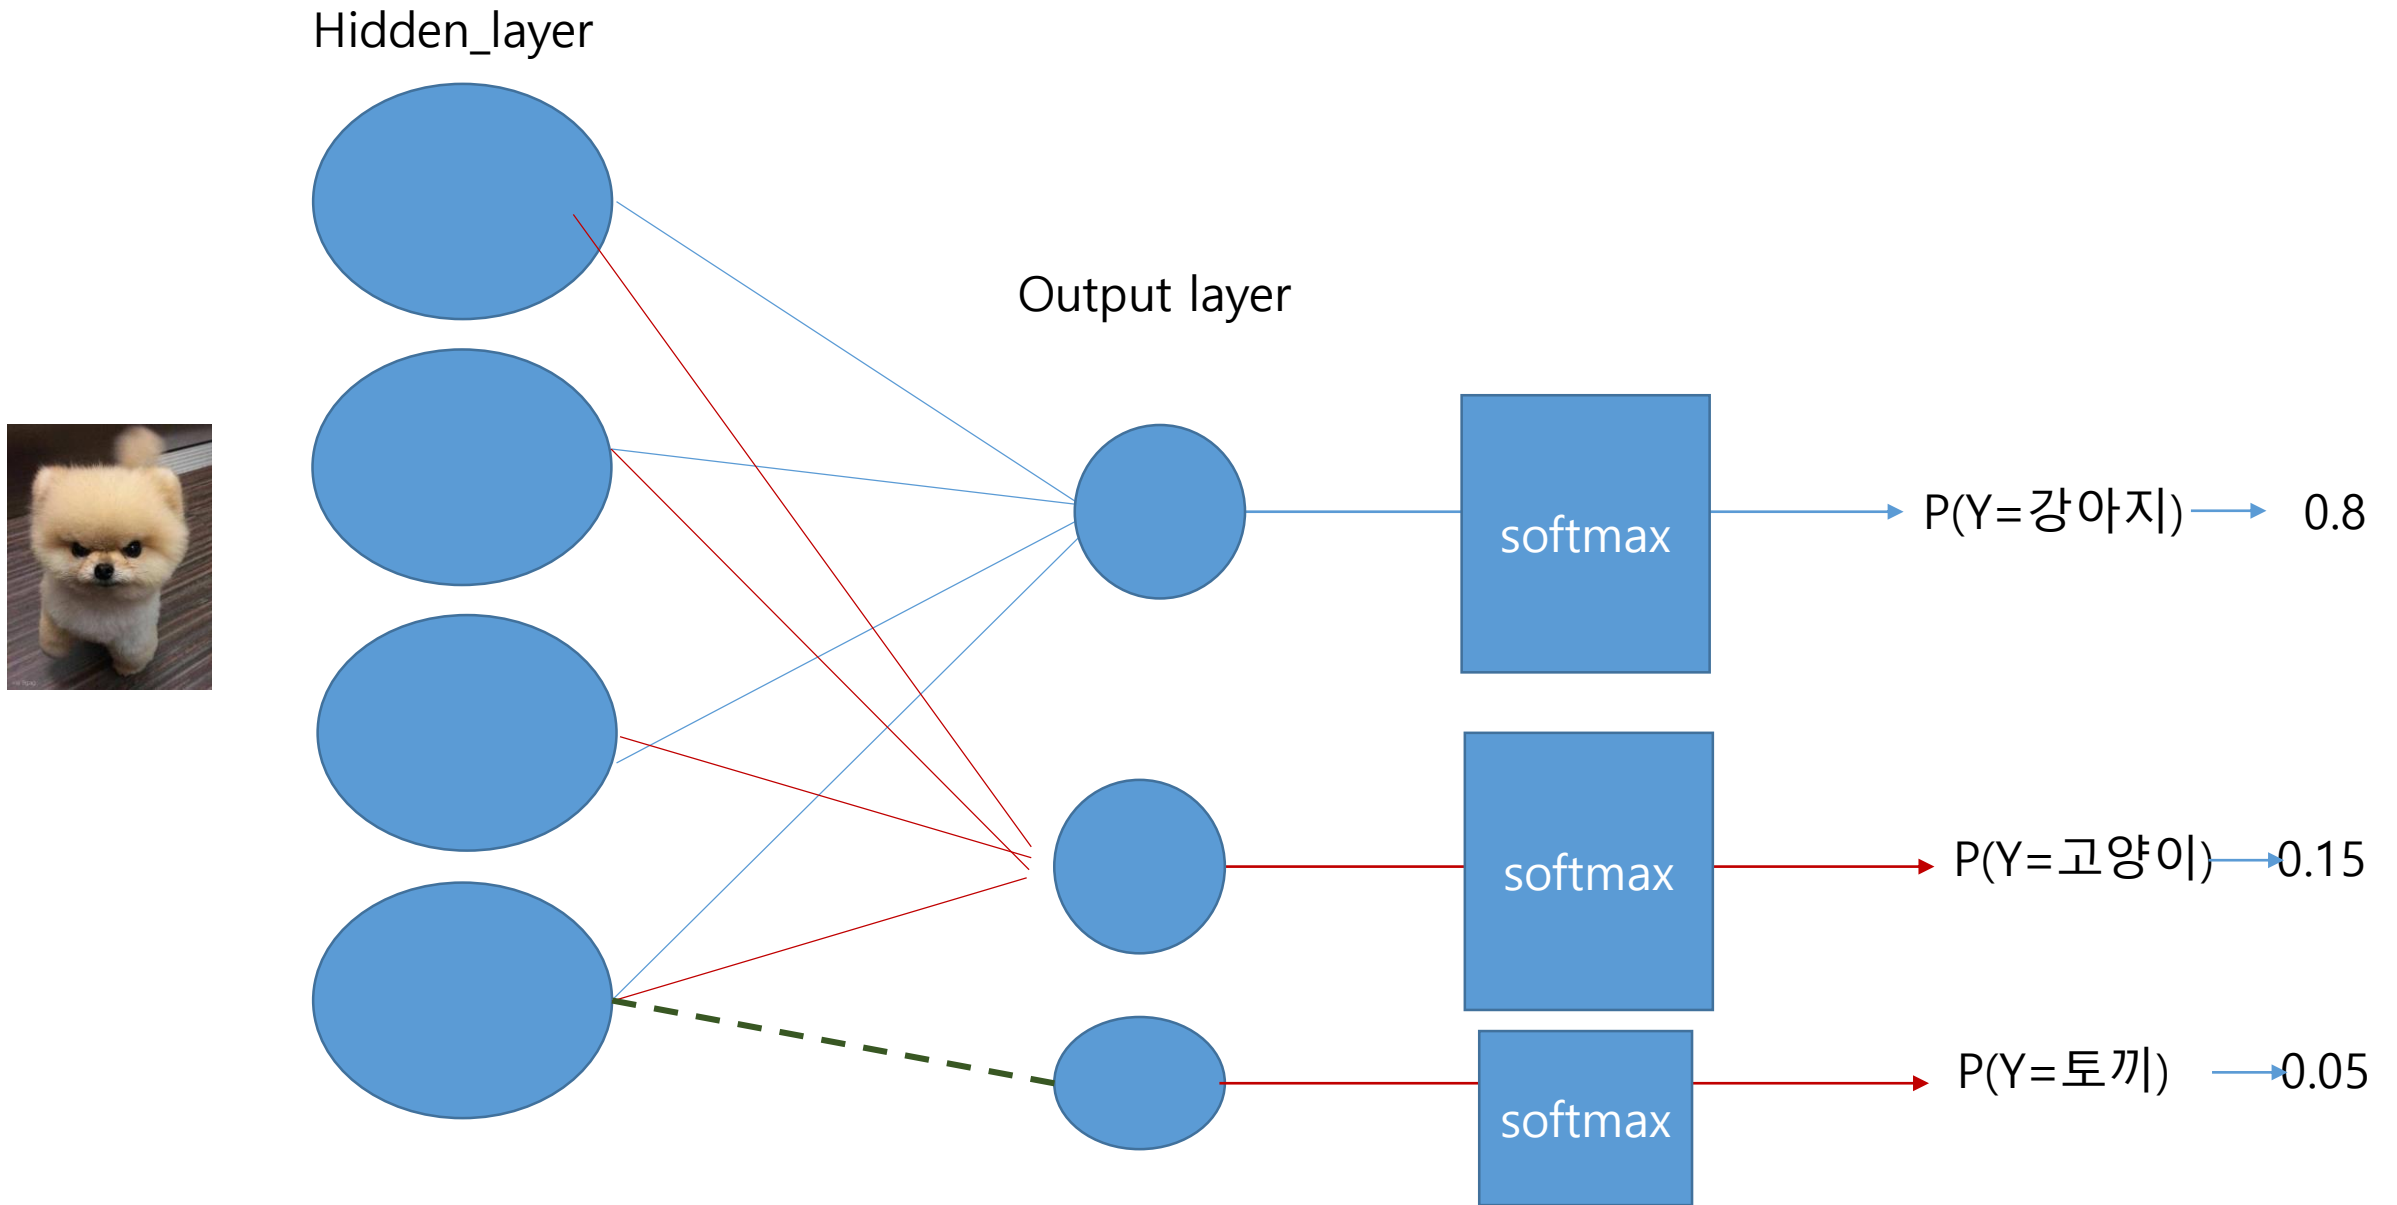 Hidden_layer
Output layer
softmax
P(Y=강아지)
0.8
softmax
P(Y=고양이)
0.15
softmax
P(Y=토끼)
0.05